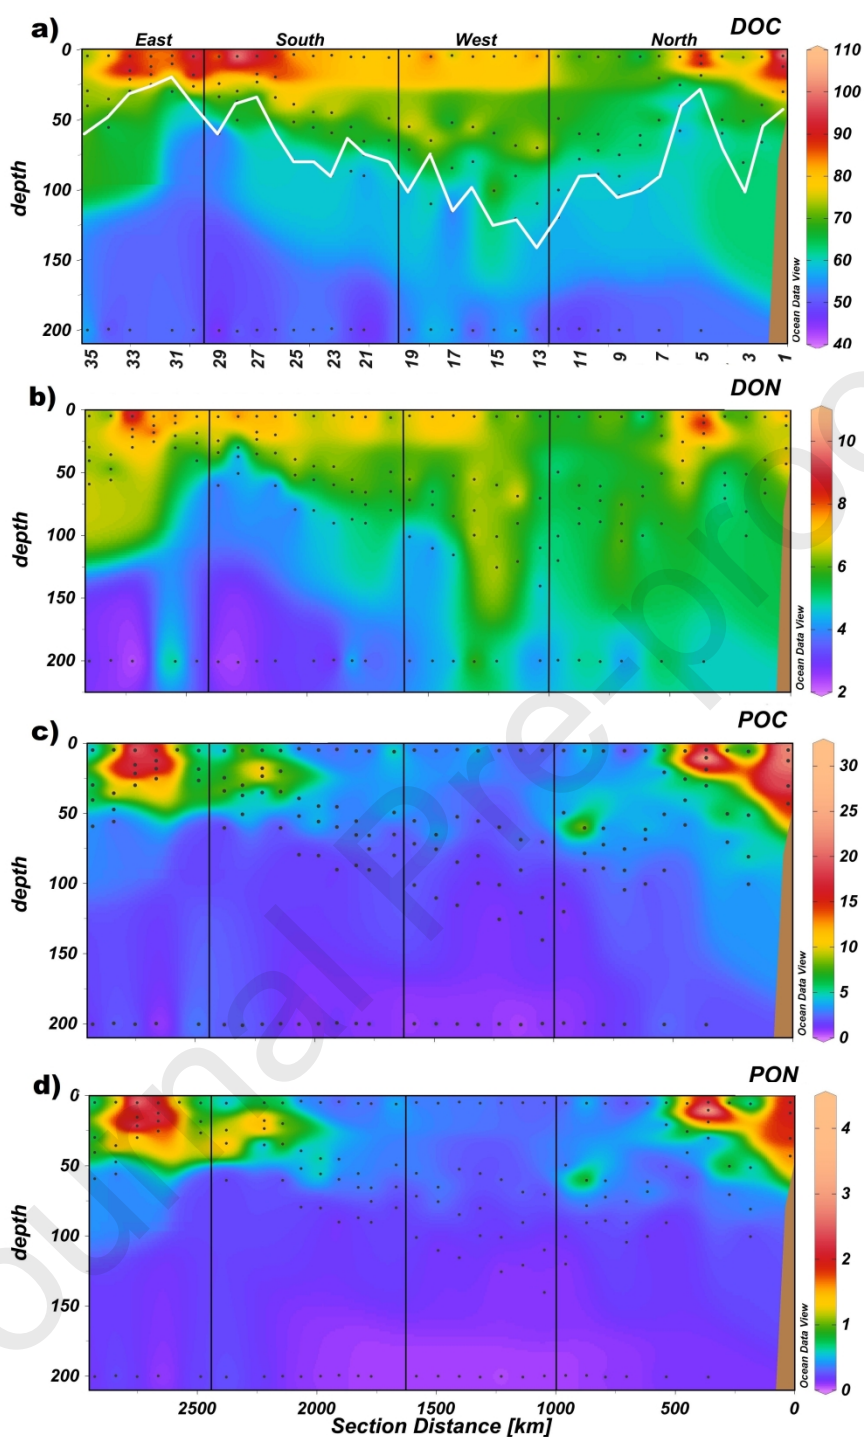 a) East South West North DOC
0 50 100 150 200
depth
110 100 90 80 70 60 50 40
Ocean Data View
35 33 31 29 27 25 23 21 19 17 15 13 11 9 7 5 3 1
b) DON
0 50 100 150 200
depth
10 8 6 4 2
Ocean Data View
c) POC
0 50 100 150 200
depth
30 25 20 15 10 5 0
Ocean Data View
d) PON
0 50 100 150 200
depth
4 3 2 1 0
Ocean Data View
2500 2000 1500 1000 500 0
Section Distance [km]
Journal Pre-proo